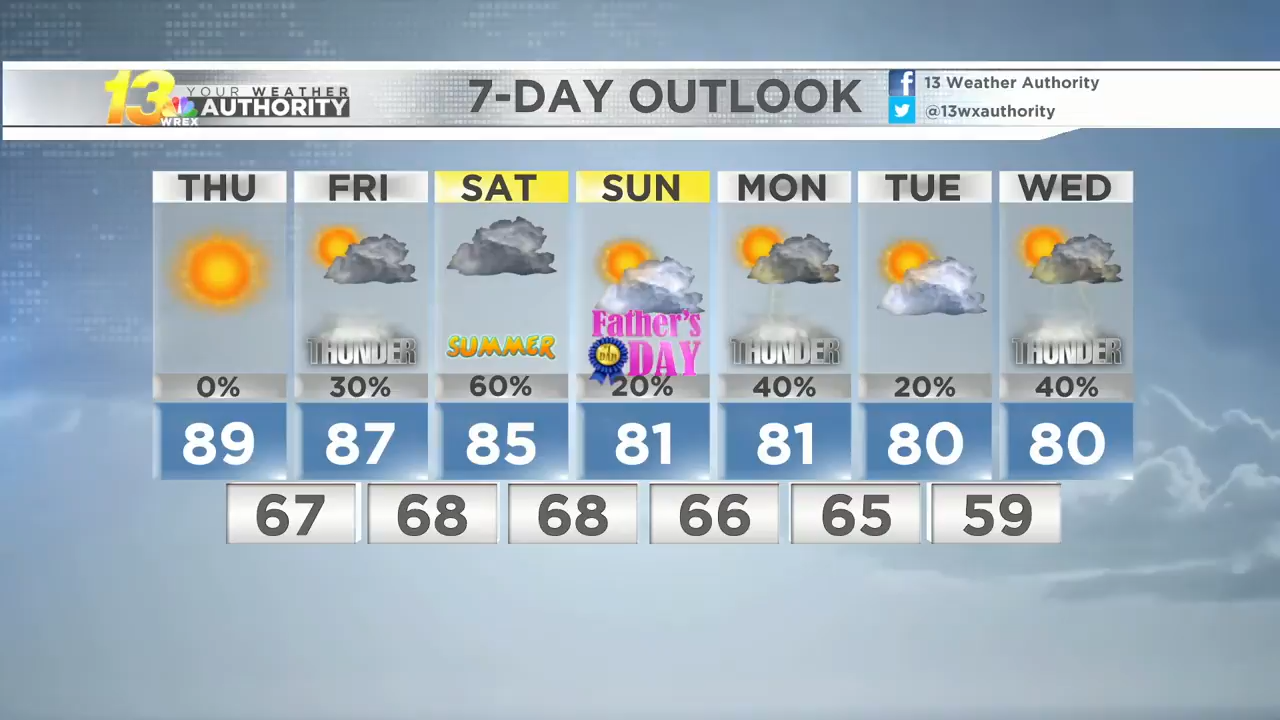 13 YOUR WEATHER
AUTHORITY
WREX
7-DAY OUTLOOK
13 Weather Authority
@13wxauthority
THU FRI SAT SUN MON TUE WED
Father's
#1 DAD
DAY
THUNDER SUMMER THUNDER THUNDER
0% 30% 60% 20% 40% 20% 40%
89 87 85 81 81 80 80
67 68 68 66 65 59